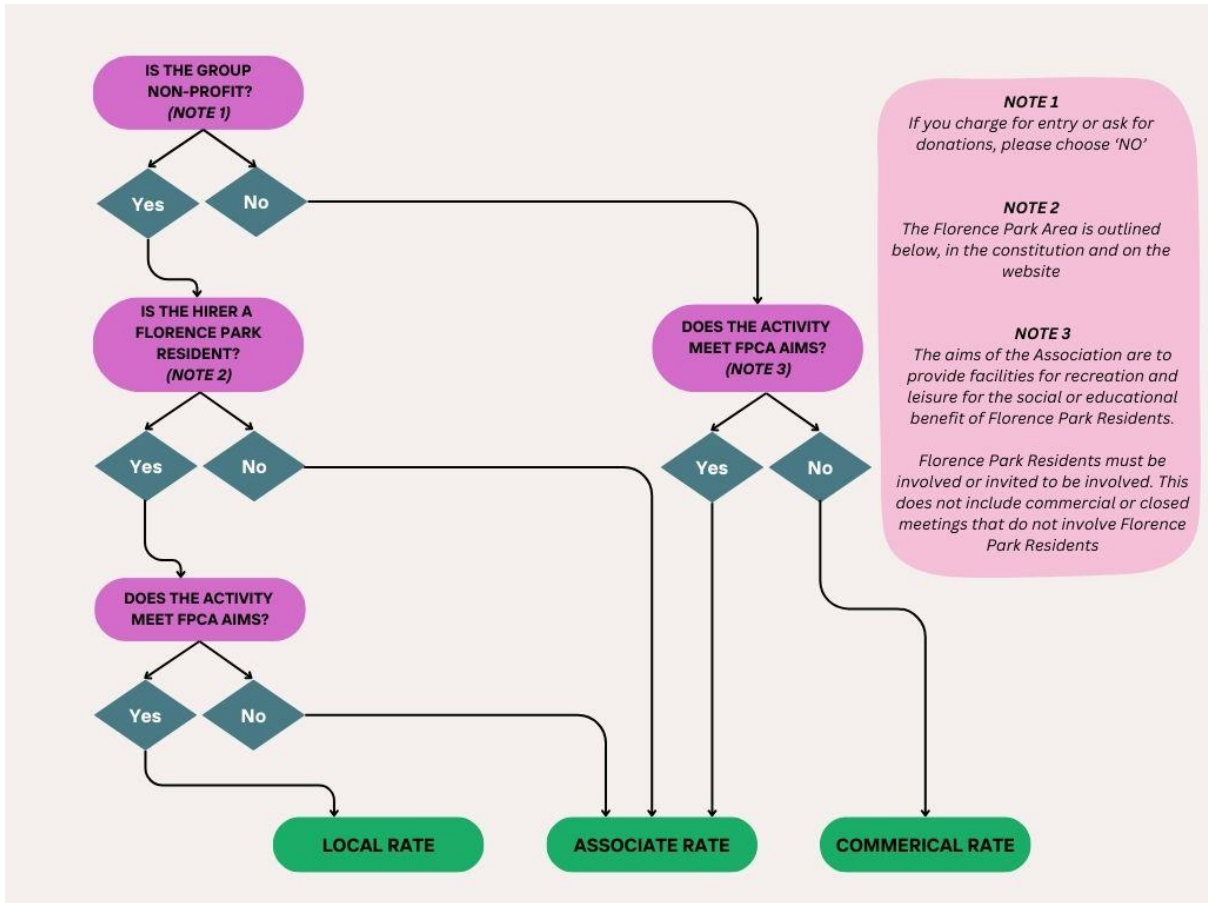 IS THE GROUP
NON-PROFIT?
(NOTE 1)
Yes
No
IS THE HIRER A
FLORENCE PARK
RESIDENT?
(NOTE 2)
Yes
No
DOES THE ACTIVITY
MEET FPCA AIMS?
Yes
No
DOES THE ACTIVITY
MEET FPCA AIMS?
(NOTE 3)
Yes
No
LOCAL RATE
ASSOCIATE RATE
COMMERICAL RATE
NOTE 1
If you charge for entry or ask for
donations, please choose ‘NO’
NOTE 2
The Florence Park Area is outlined
below, in the constitution and on the
website
NOTE 3
The aims of the Association are to
provide facilities for recreation and
leisure for the social or educational
benefit of Florence Park Residents.
Florence Park Residents must be
involved or invited to be involved. This
does not include commercial or closed
meetings that do not involve Florence
Park Residents